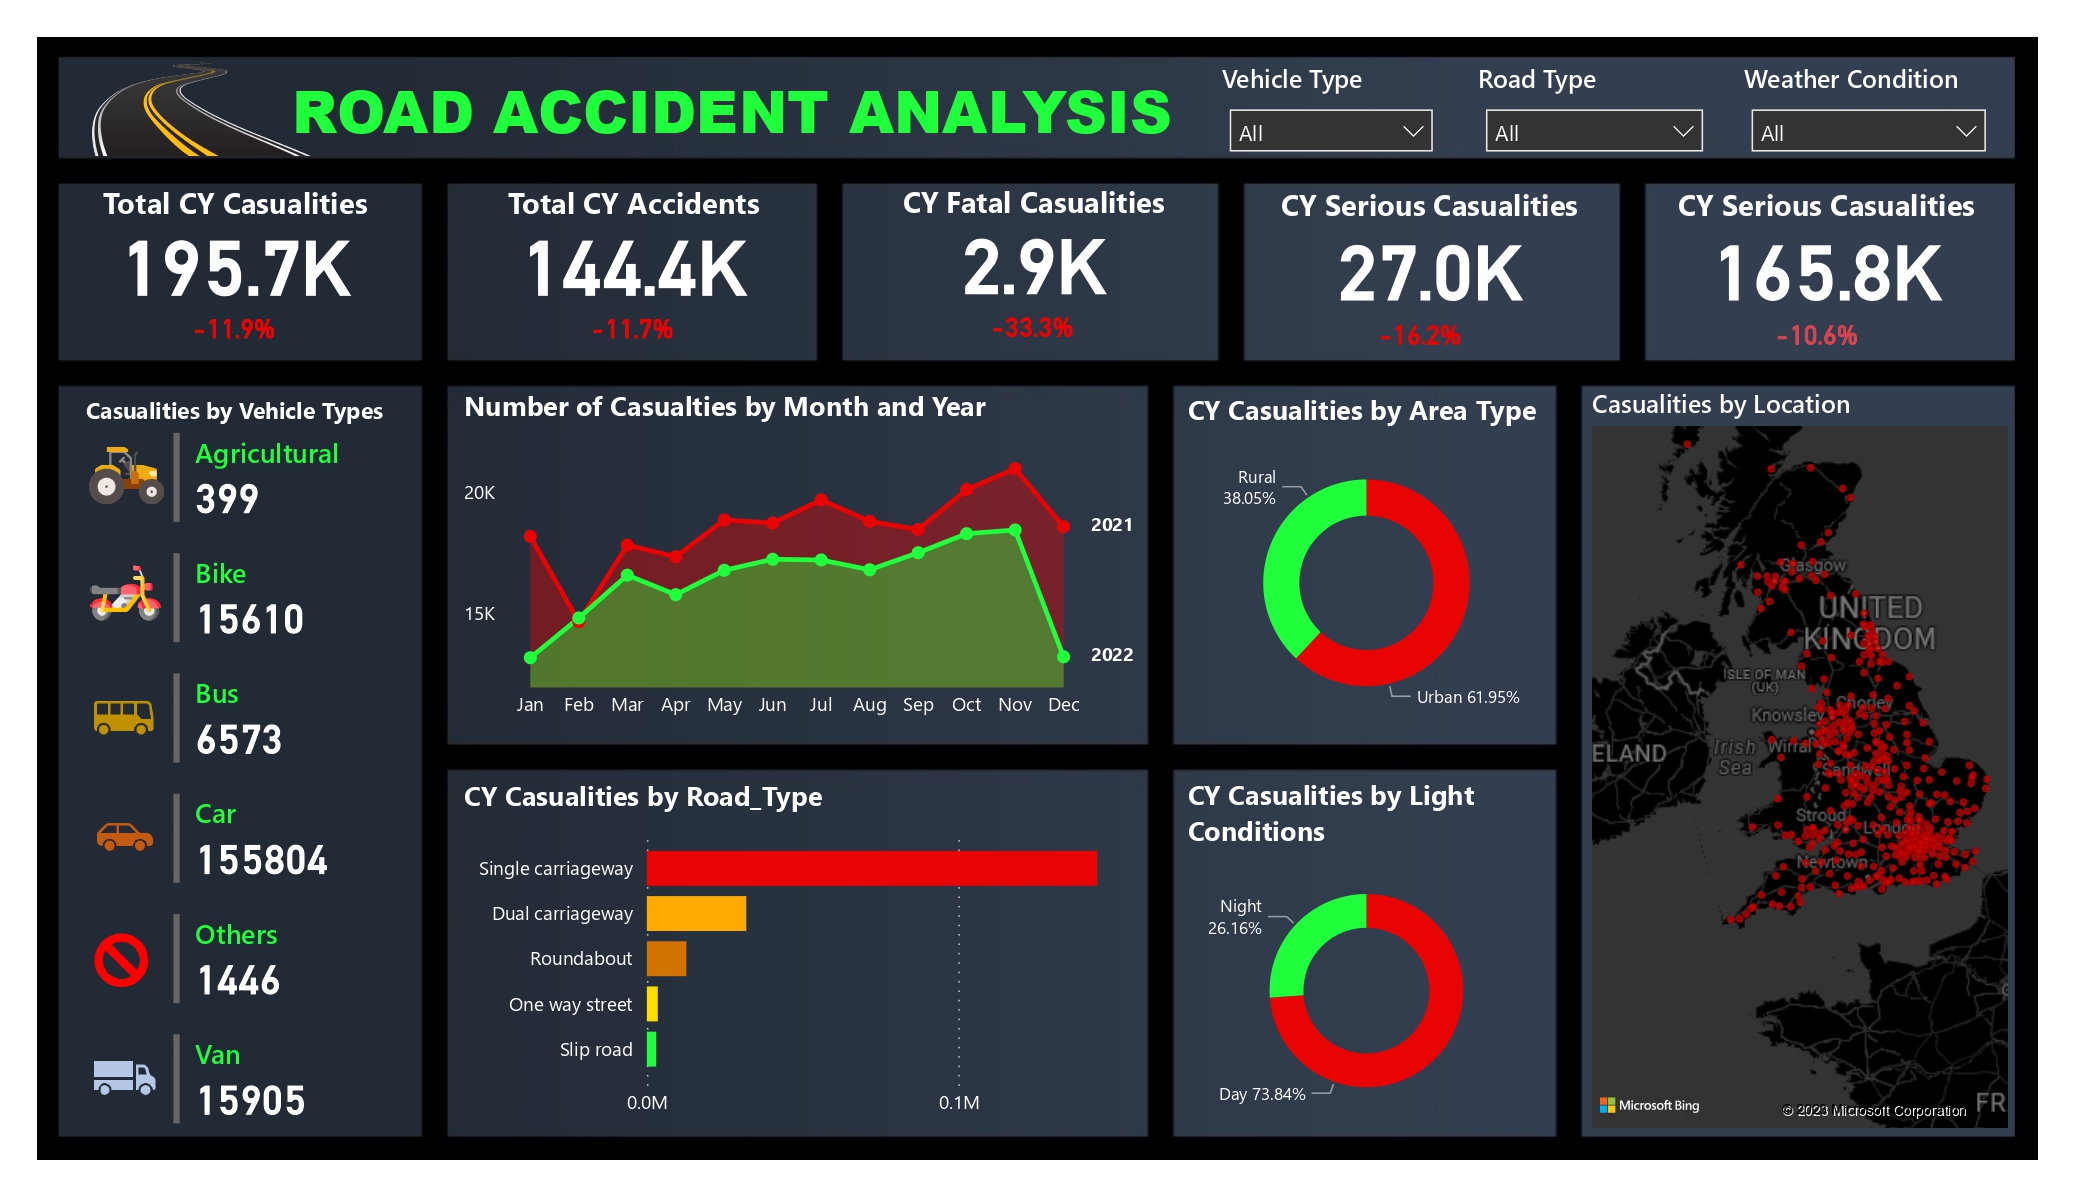 ROAD ACCIDENT ANALYSIS
Vehicle Type
All
Road Type
All
Weather Condition
All
Total CY Casualities
195.7K
-11.9%
Total CY Accidents
144.4K
-11.7%
CY Fatal Casualities
2.9K
-33.3%
CY Serious Casualities
27.0K
-16.2%
CY Serious Casualities
165.8K
-10.6%
Casualities by Vehicle Types
Agricultural
399
Bike
15610
Bus
6573
Car
155804
Others
1446
Van
15905
Number of Casualties by Month and Year
20K
15K
2021
2022
Jan Feb Mar Apr May Jun Jul Aug Sep Oct Nov Dec
CY Casualities by Road_Type
Single carriageway
Dual carriageway
Roundabout
One way street
Slip road
0.0M 0.1M
CY Casualities by Area Type
Rural
38.05%
Urban 61.95%
CY Casualities by Light
Conditions
Night
26.16%
Day 73.84%
Casualities by Location
Glasgow
UNITED
KINGDOM
ISLE OF MAN
(UK)
Chorley
Knowsley
Irish
Sea
Wirral
ELAND
Sandwell
Stroud
London
Newtown
FR
Microsoft Bing
© 2023 Microsoft Corporation